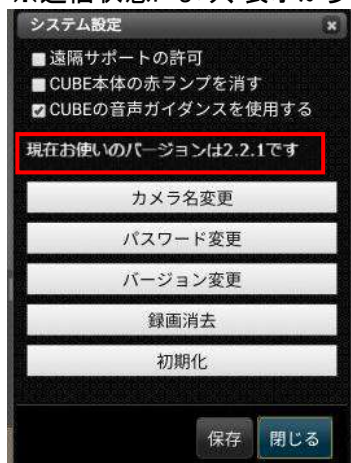 システム設定
遠隔サポートの許可
CUBE本体の赤ランプを消す
CUBEの音声ガイダンスを使用する
現在お使いのバージョンは2.2.1です
カメラ名変更
パスワード変更
バージョン変更
録画消去
初期化
保存 閉じる